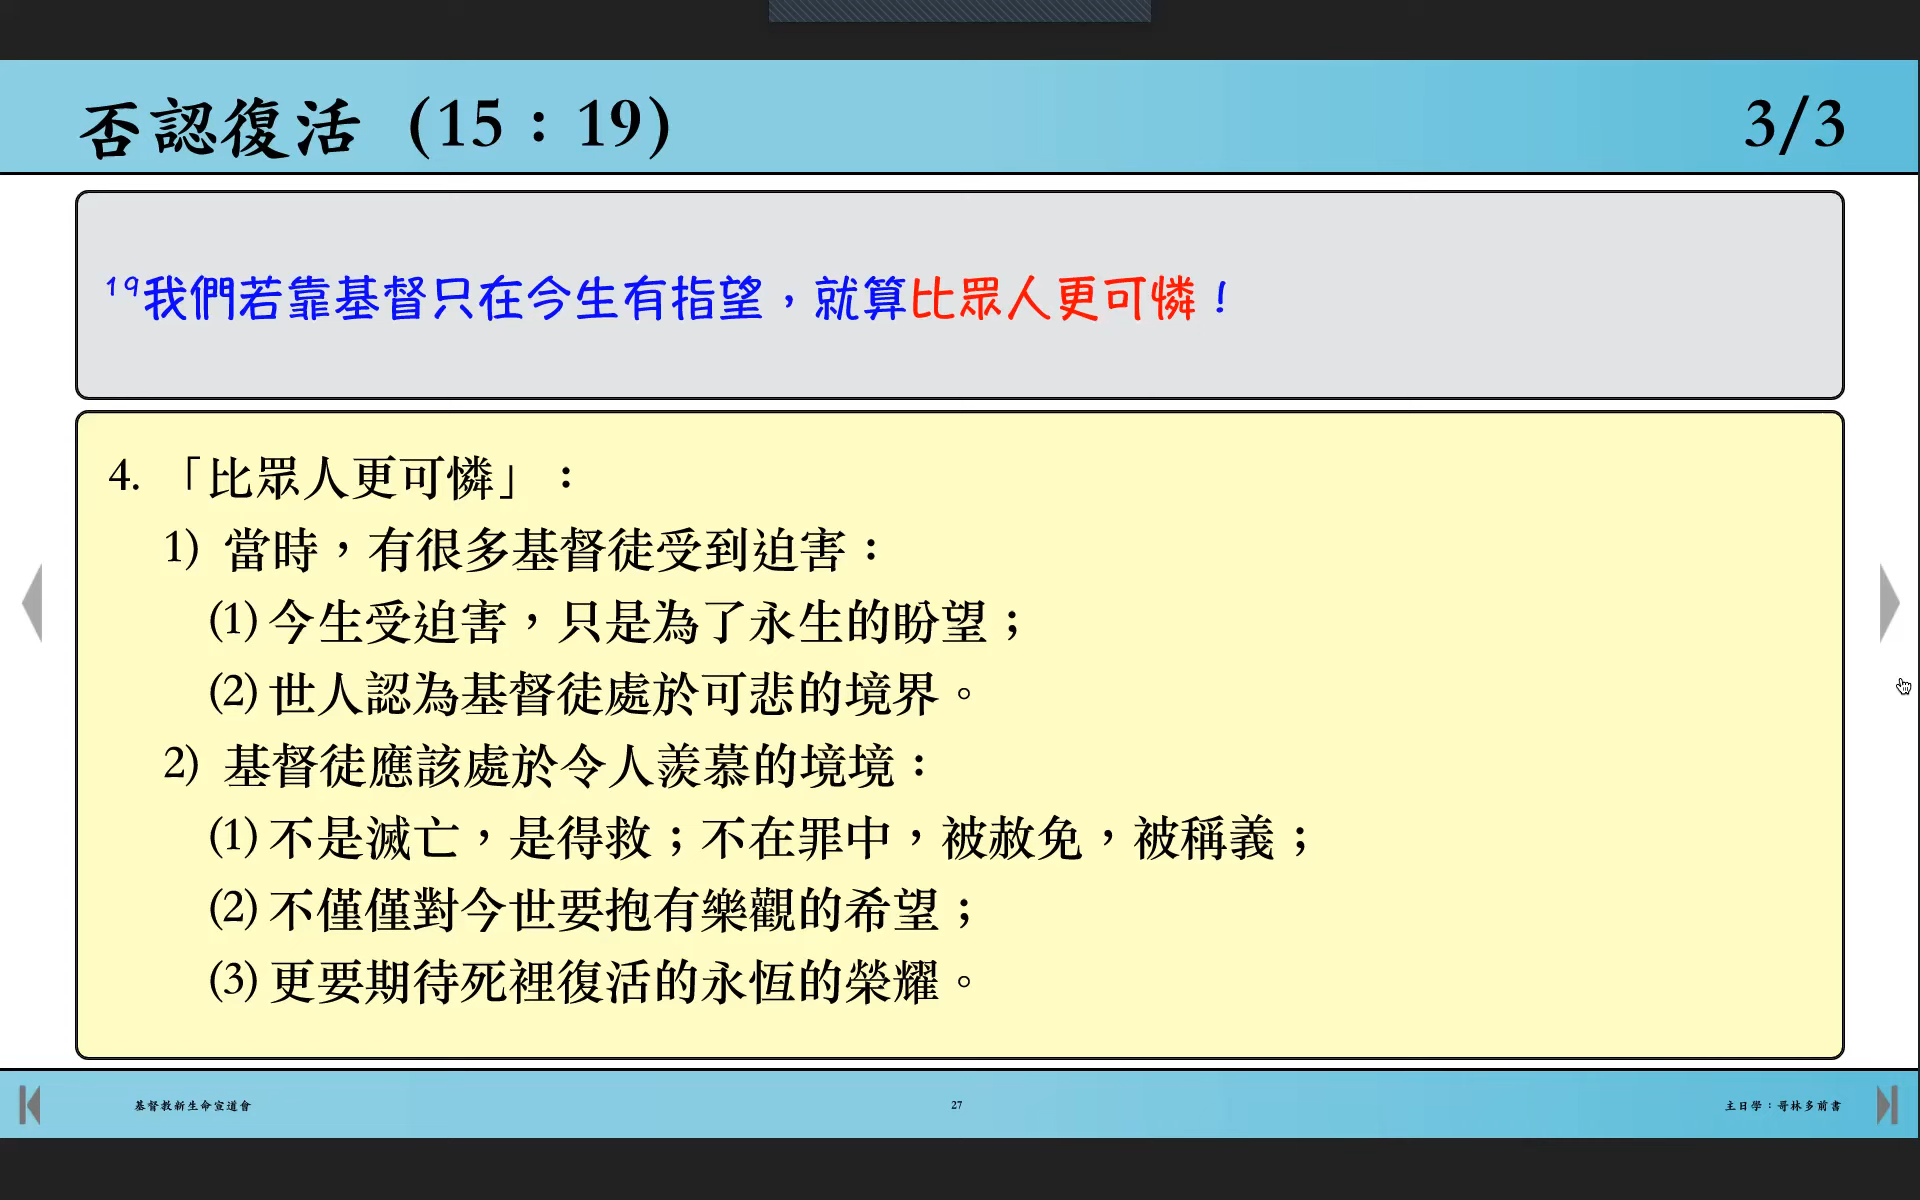 否認復活 (15：19)
3/3
19我們若靠基督只在今生有指望，就算比眾人更可憐！
4. 「比眾人更可憐」：
1) 當時，有很多基督徒受到迫害：
(1) 今生受迫害，只是為了永生的盼望；
(2) 世人認為基督徒處於可悲的境界。
2) 基督徒應該處於令人羨慕的境境：
(1) 不是滅亡，是得救；不在罪中，被赦免，被稱義；
(2) 不僅僅對今世要抱有樂觀的希望；
(3) 更要期待死裡復活的永恆的榮耀。
基督教新生命宣道會
27
主日學：哥林多前書